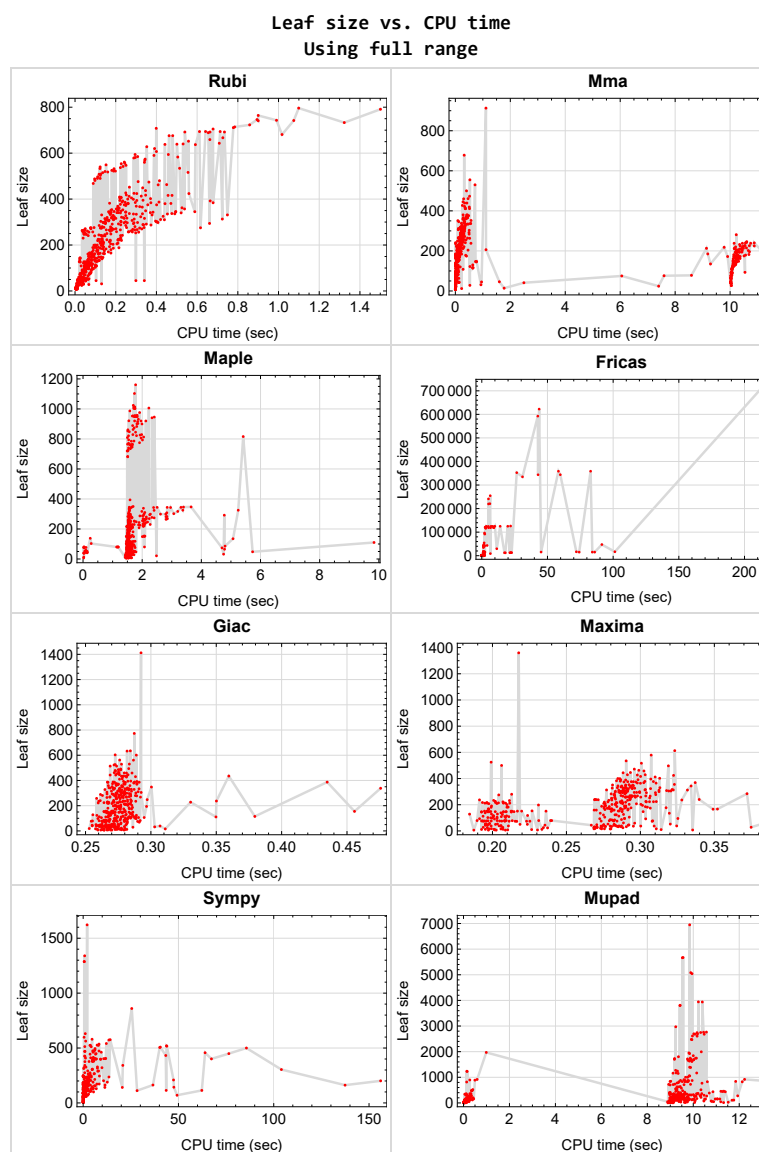 Leaf size vs. CPU time
Using full range
Rubi
Leaf size
800
600
400
200
0
0.0 0.2 0.4 0.6 0.8 1.0 1.2 1.4
CPU time (sec)
Mma
Leaf size
800
600
400
200
0
0 2 4 6 8 10
CPU time (sec)
Maple
Leaf size
1200
1000
800
600
400
200
0
0 2 4 6 8 10
CPU time (sec)
Fricas
Leaf size
700 000
600 000
500 000
400 000
300 000
200 000
100 000
0
0 50 100 150 200
CPU time (sec)
Giac
Leaf size
1400
1200
1000
800
600
400
200
0
0.25 0.30 0.35 0.40 0.45
CPU time (sec)
Maxima
Leaf size
1400
1200
1000
800
600
400
200
0
0.20 0.25 0.30 0.35
CPU time (sec)
Sympy
Leaf size
1500
1000
500
0
0 50 100 150
CPU time (sec)
Mupad
Leaf size
7000
6000
5000
4000
3000
2000
1000
0
0 2 4 6 8 10 12
CPU time (sec)